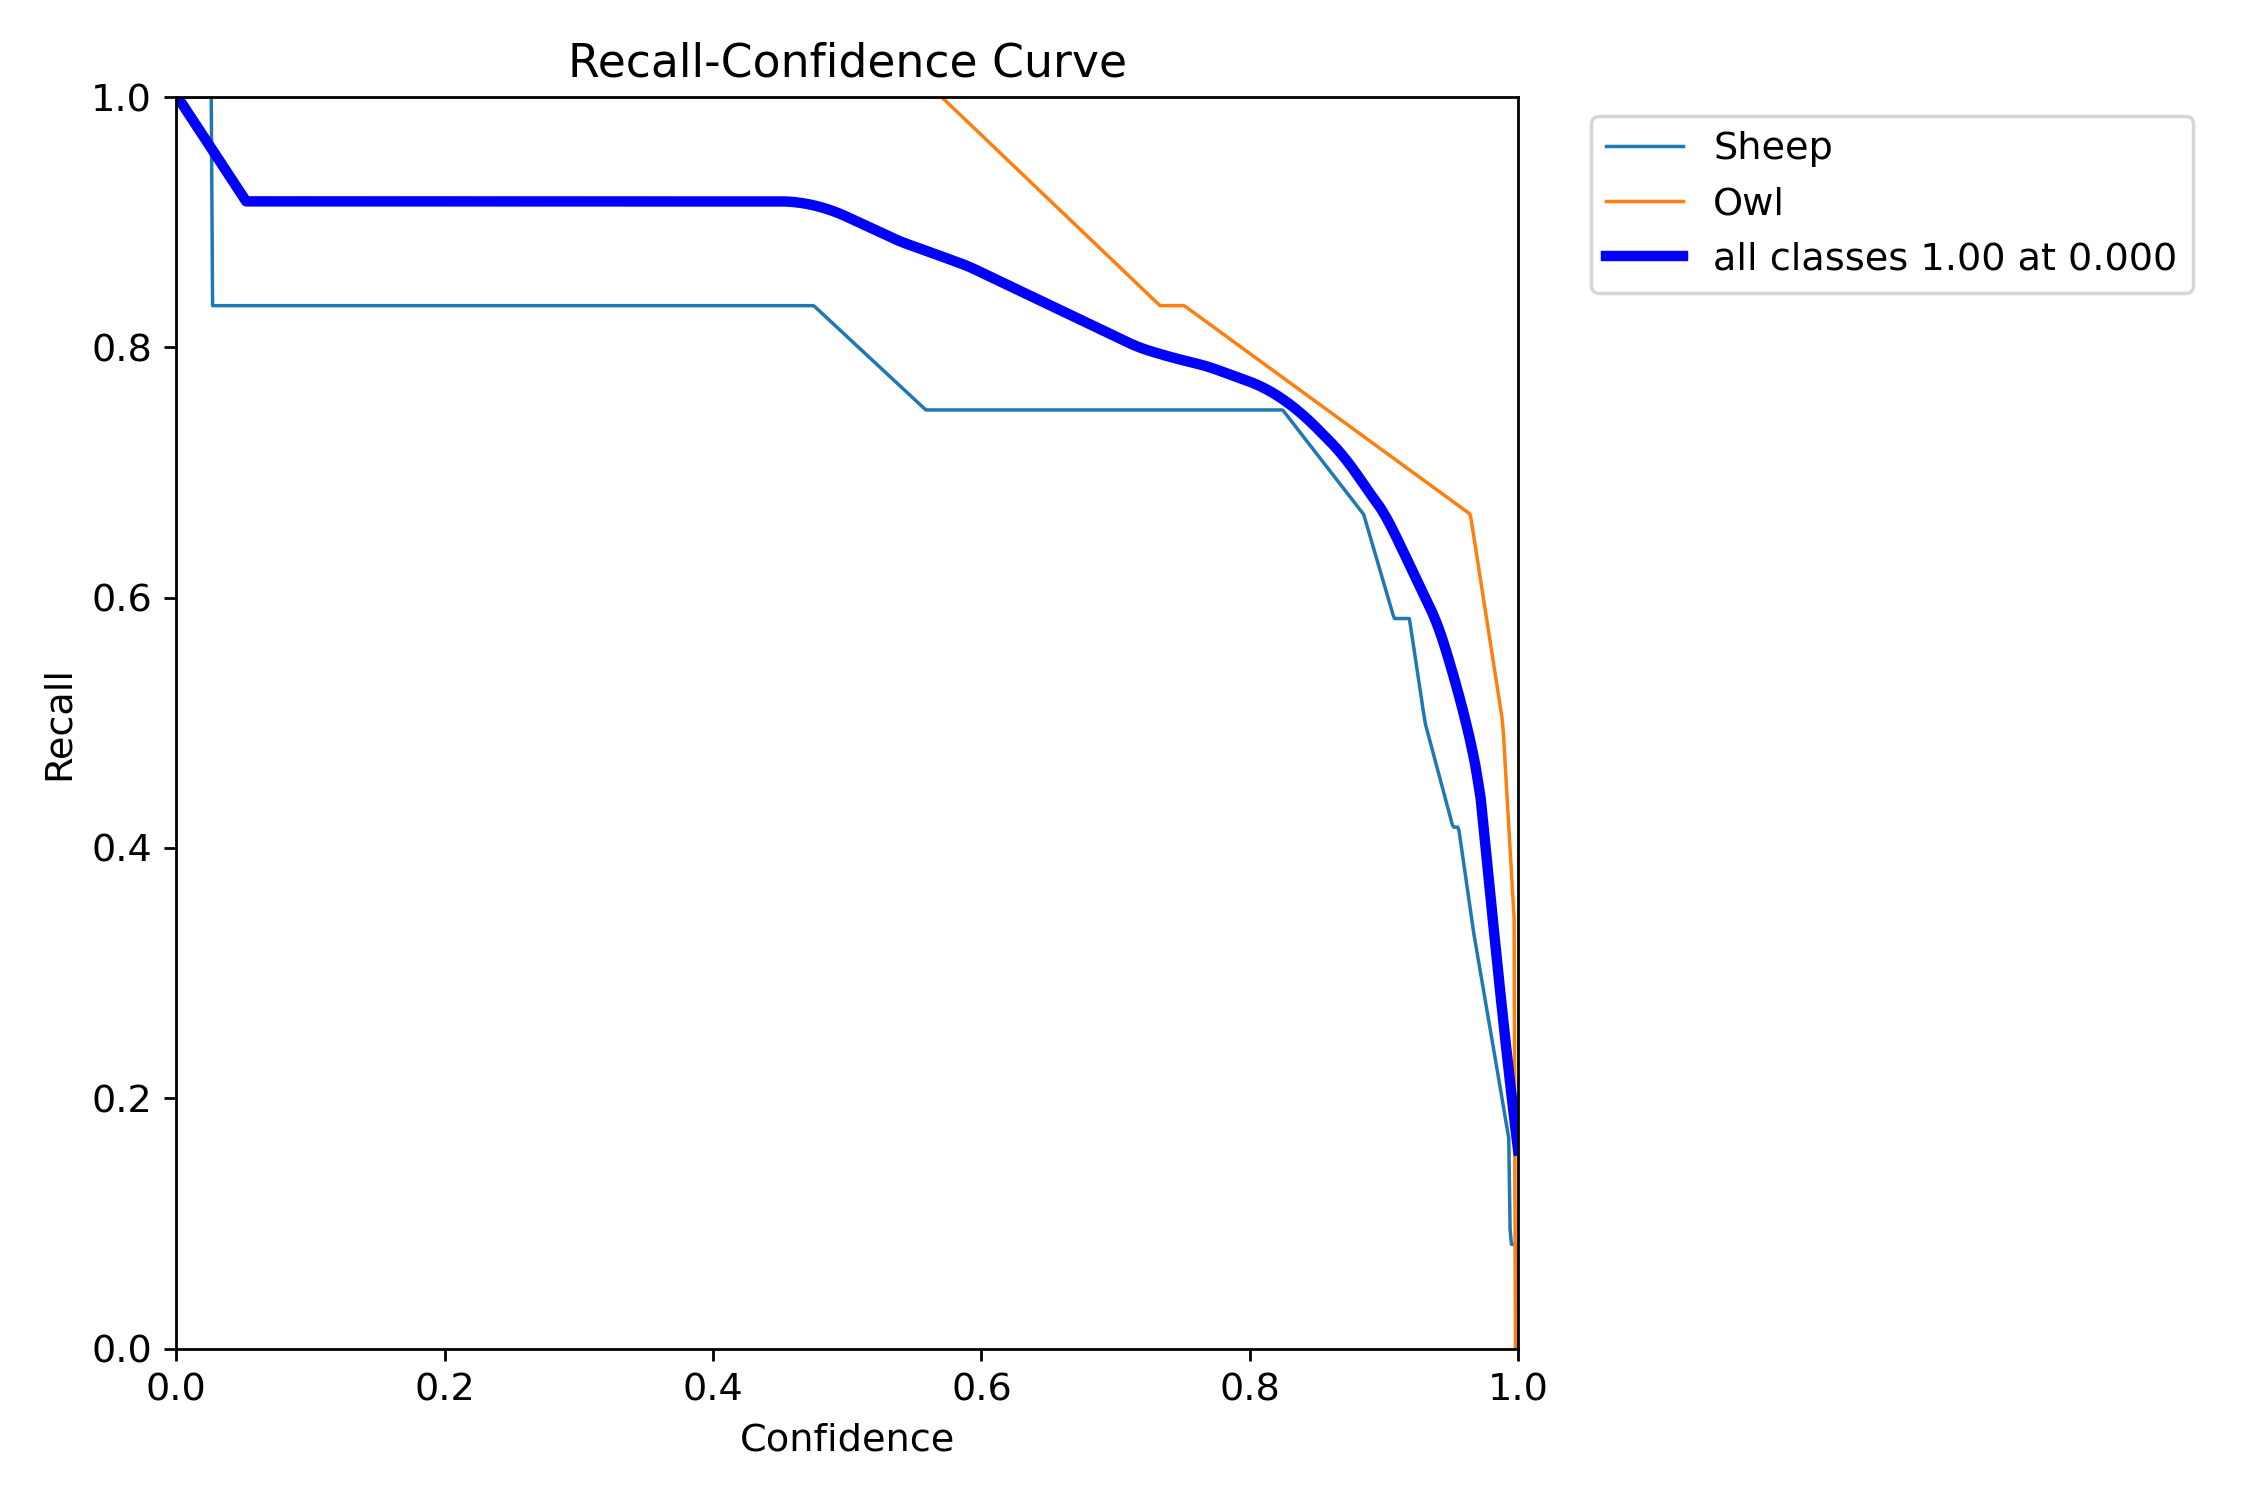 Recall-Confidence Curve
1.0
0.8
0.6
0.4
0.2
0.0
Recall
0.0 0.2 0.4 0.6 0.8 1.0
Confidence
Sheep
Owl
all classes 1.00 at 0.000